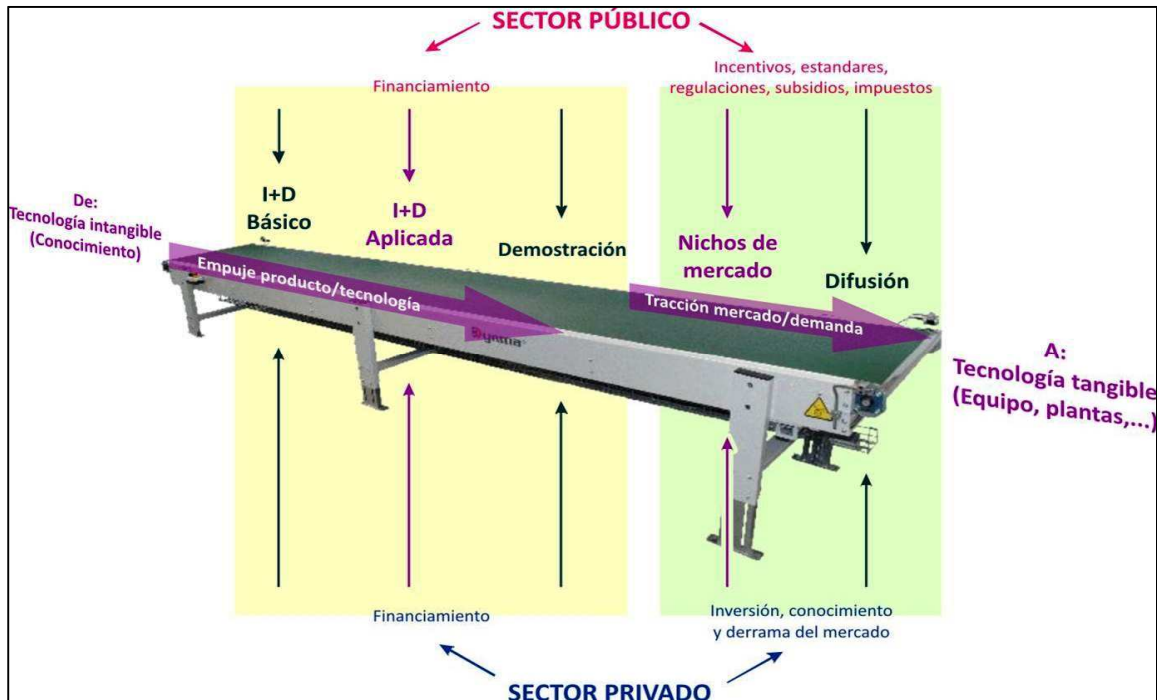 SECTOR PÚBLICO
Financiamiento
Incentivos, estandares,
regulaciones, subsidios, impuestos
De:
Tecnología intangible
(Conocimiento)
I+D
Básico
I+D
Aplicada
Demostración
Nichos de
mercado
Difusión
Empuje producto/tecnología
Tracción mercado/demanda
A:
Tecnología tangible
(Equipo, plantas,...)
Financiamiento
Inversión, conocimiento
y derrama del mercado
SECTOR PRIVADO